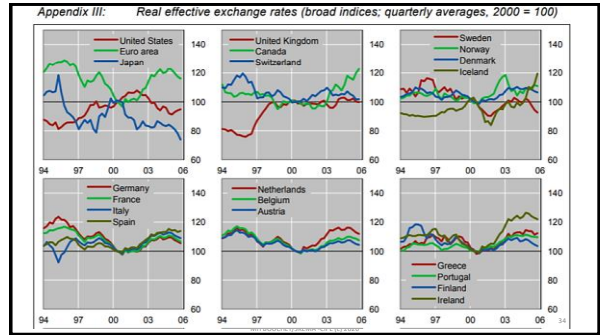 Appendix III: Real effective exchange rates (broad indices; quarterly averages, 2000 = 100)
United States
Euro area
Japan
140
120
100
80
60
94 97 00 03 06
United Kingdom
Canada
Switzerland
140
120
100
80
60
94 97 00 03 06
Sweden
Norway
Denmark
Iceland
140
120
100
80
60
94 97 00 03 06
Germany
France
Italy
Spain
140
120
100
80
60
94 97 00 03 06
Netherlands
Belgium
Austria
140
120
100
80
60
94 97 00 03 06
Greece
Portugal
Finland
Ireland
140
120
100
80
60
94 97 00 03 06
34